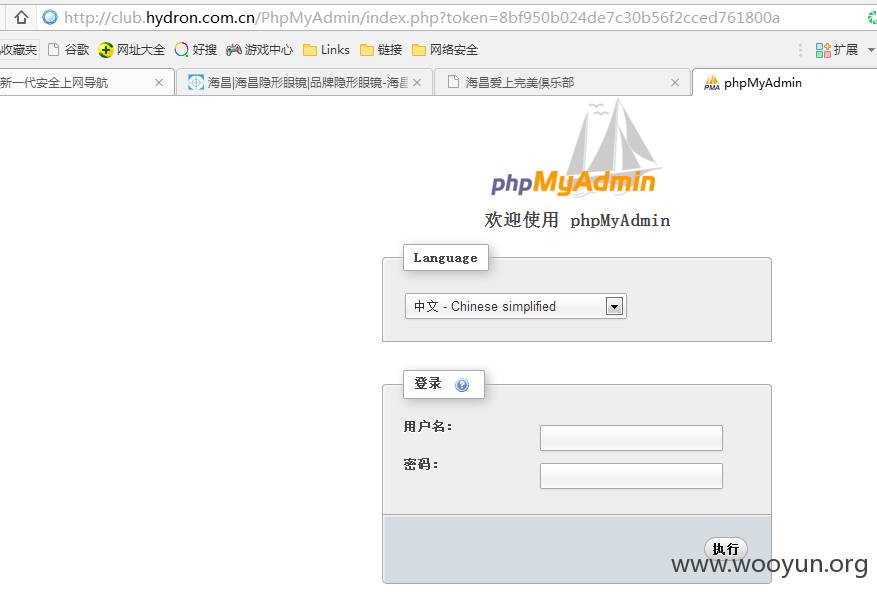 http://club.hydron.com.cn/PhpMyAdmin/index.php?token=8bf950b024de7c30b56f2cced761800a
收藏夹 谷歌 网址大全 好搜 游戏中心 Links 链接 网络安全 扩展
新一代安全上网导航 海昌|海昌隐形眼镜|品牌隐形眼镜-海昌 海昌爱上完美俱乐部 phpMyAdmin
phpMyAdmin
欢迎使用 phpMyAdmin
Language
中文 - Chinese simplified
登录
用户名：
密码：
执行
www.wooyun.org